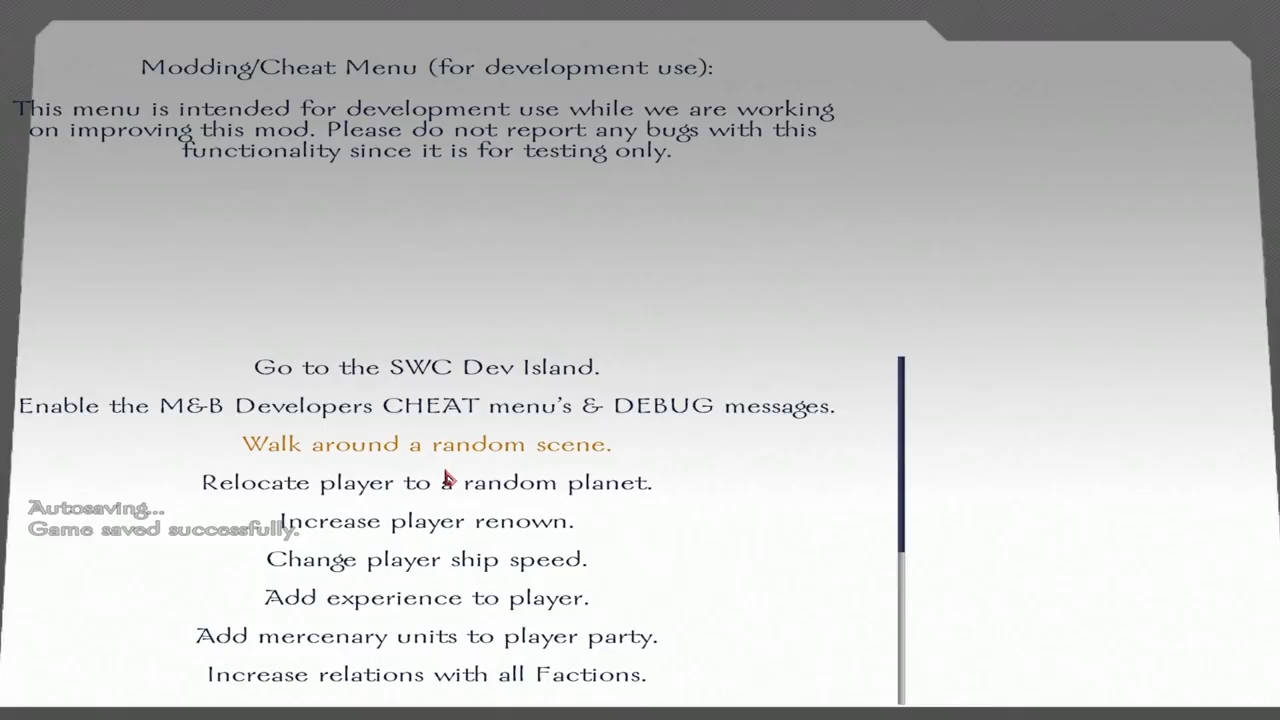 Modding/Cheat Menu (for development use):
This menu is intended for development use while we are working
on improving this mod. Please do not report any bugs with this
functionality since it is for testing only.
Go to the SWC Dev Island.
Enable the M&B Developers CHEAT menu's & DEBUG messages.
Walk around a random scene.
Relocate player to a random planet.
Autosaving...
Game saved successfully.
Increase player renown.
Change player ship speed.
Add experience to player.
Add mercenary units to player party.
Increase relations with all Factions.